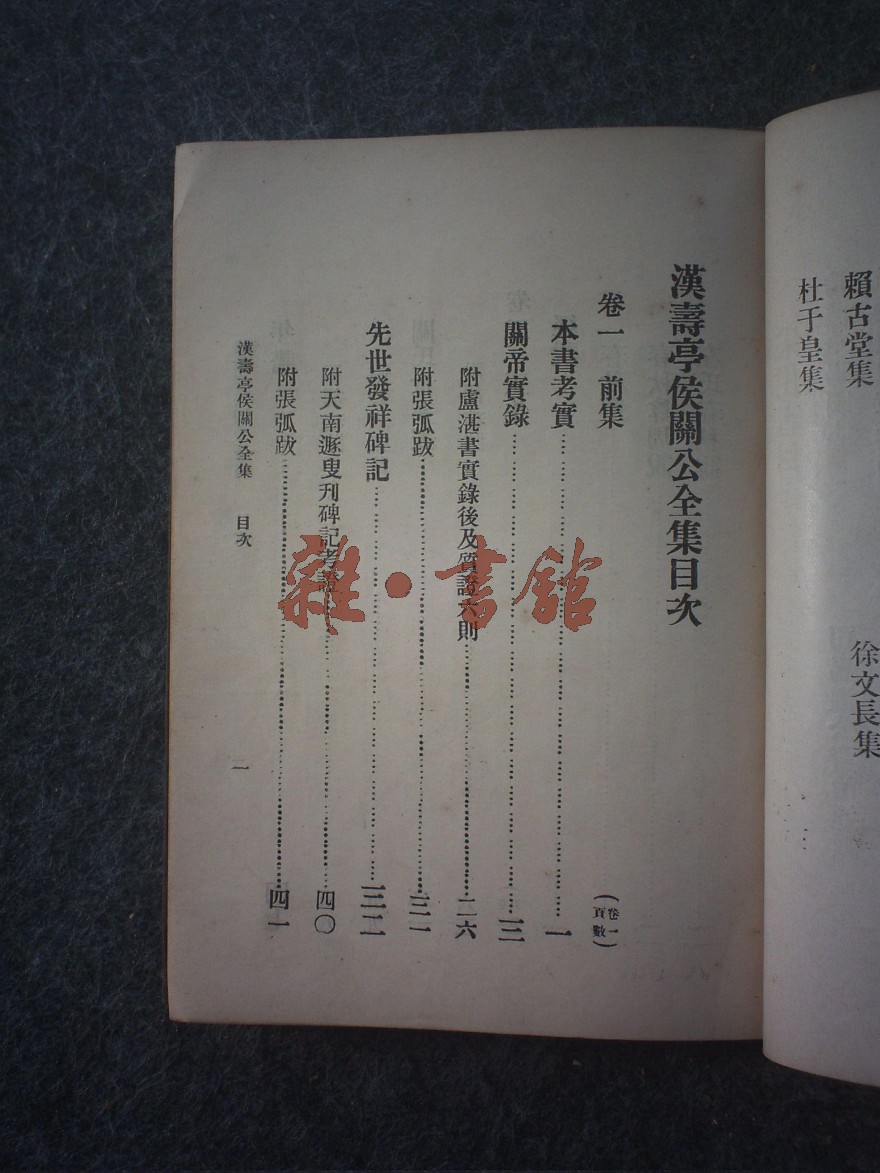 賴古堂集
徐文長集
杜于皇集
漢壽亭侯關公全集目次
卷一 前集 (卷一頁數)
本書考實 一
關帝實錄 三
附盧湛書實錄後及質證六則 二六
附張弧跋 三一
先世發祥碑記 三二
附天南遯叟刋碑記考證 四〇
附張弧跋 四一
漢壽亭侯關公全集 目次 一
雜·書館